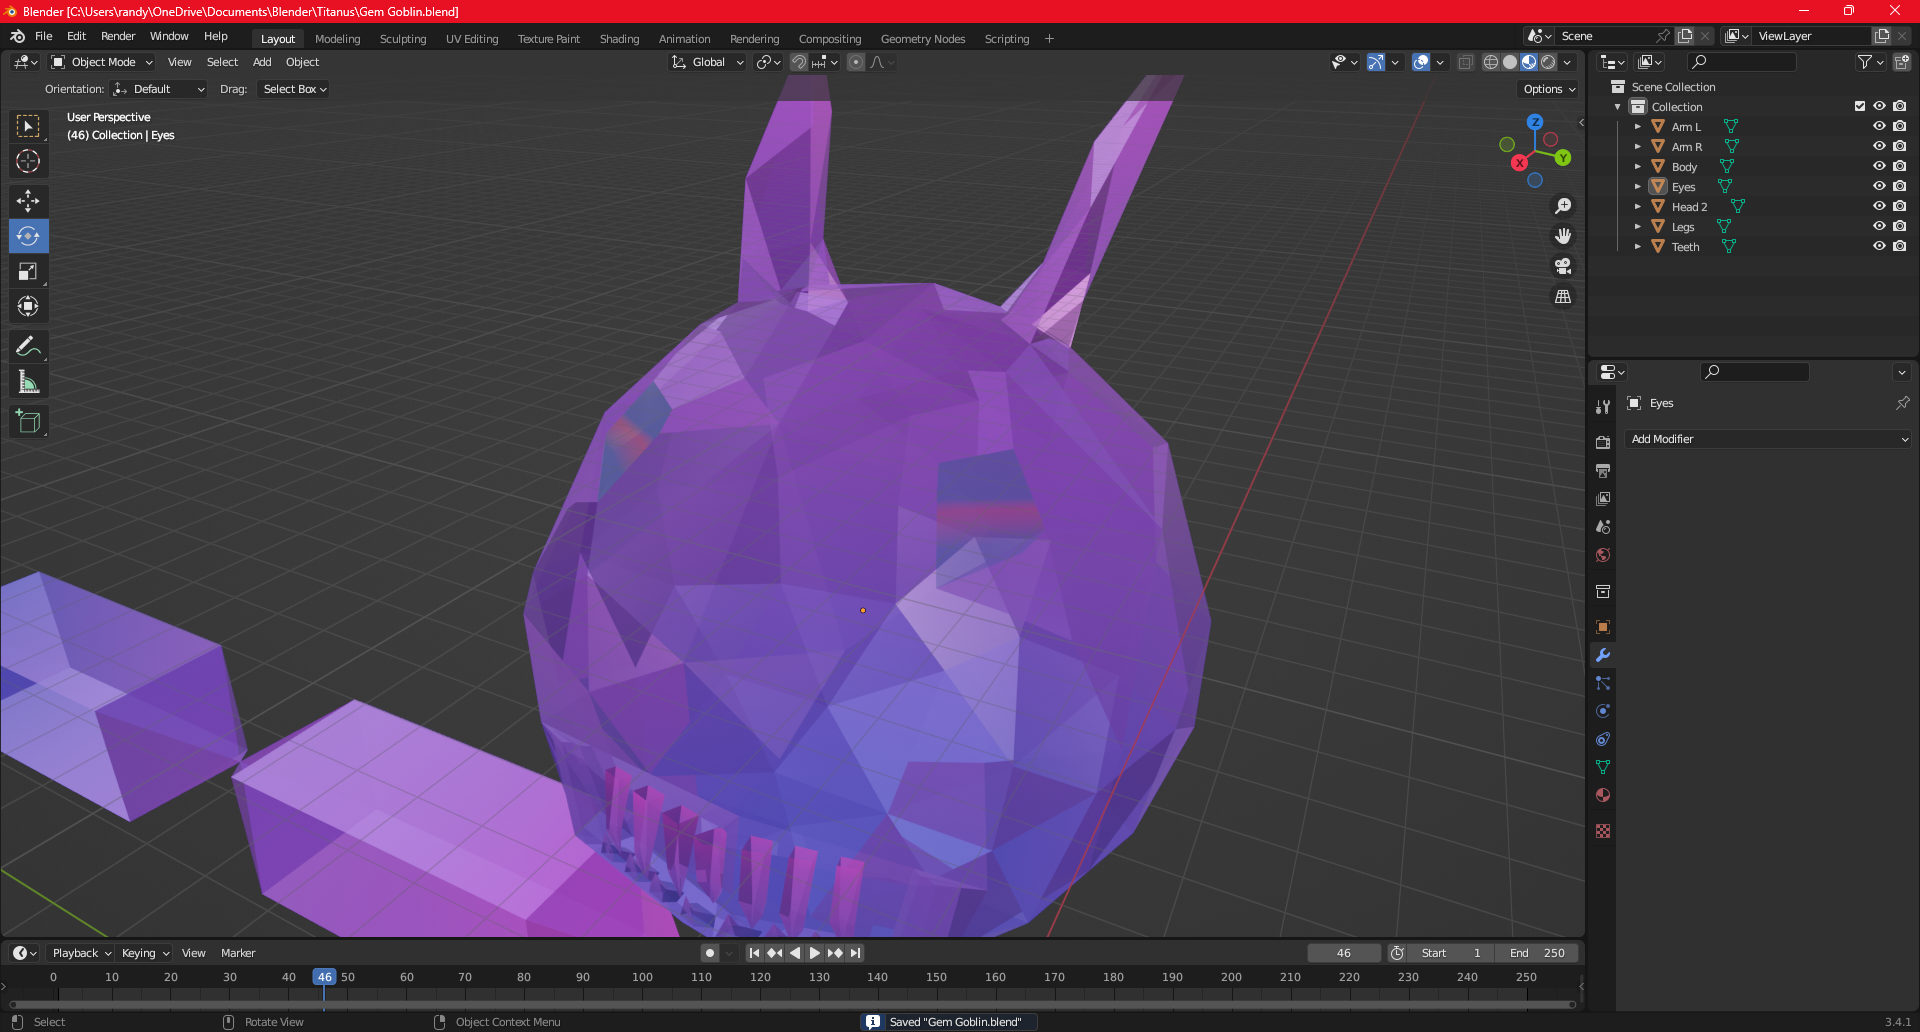 Blender [C:\Users\randy\OneDrive\Documents\Blender\Titanus\Gem Goblin.blend]
File Edit Render Window Help Layout Modeling Sculpting UV Editing Texture Paint Shading Animation Rendering Compositing Geometry Nodes Scripting + Scene ViewLayer
Object Mode View Select Add Object Global
Orientation: Default Drag: Select Box Options
User Perspective
(46) Collection | Eyes
Z
Y
X
Scene Collection
Collection
Arm L
Arm R
Body
Eyes
Head 2
Legs
Teeth
Eyes
Add Modifier
Playback Keying View Marker 46 Start 1 End 250
0 10 20 30 40 46 50 60 70 80 90 100 110 120 130 140 150 160 170 180 190 200 210 220 230 240 250
Select Rotate View Object Context Menu Saved "Gem Goblin.blend" 3.4.1